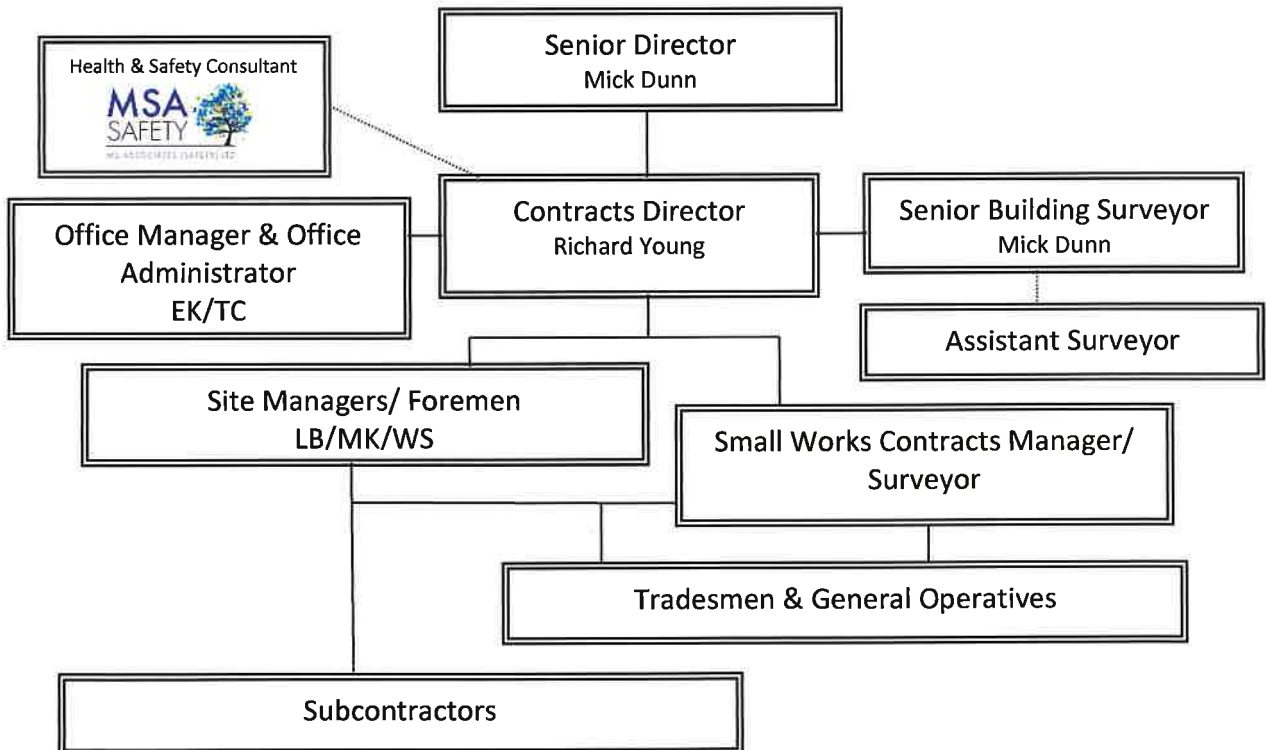 Senior Director
Mick Dunn
Health & Safety Consultant
MSA
SAFETY
Contracts Director
Richard Young
Senior Building Surveyor
Mick Dunn
Office Manager & Office
Administrator
EK/TC
Assistant Surveyor
Site Managers/ Foremen
LB/MK/WS
Small Works Contracts Manager/
Surveyor
Tradesmen & General Operatives
Subcontractors